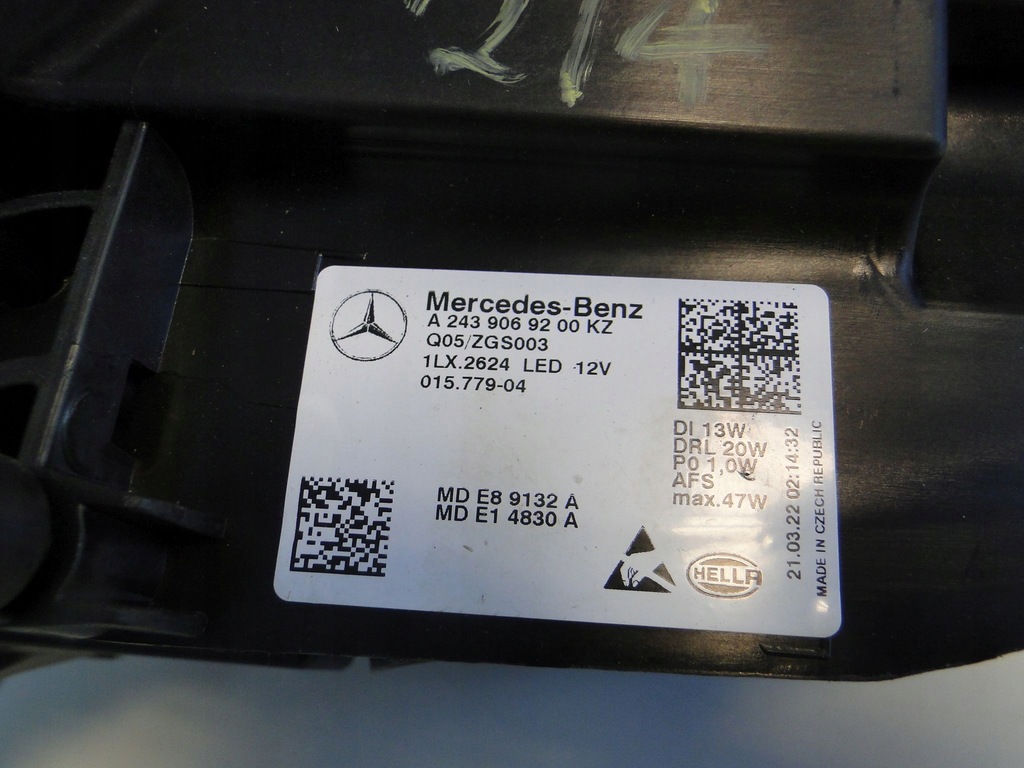 Mercedes-Benz
A 243 906 92 00 KZ
Q05/ZGS003
1LX.2624 LED 12V
015.779-04
DI 13W
DRL 20W
PO 1,0W
AFS
max.47W
21.03.22 02:14:32
MADE IN CZECH REPUBLIC
MD E8 9132 A
MD E1 4830 A
HELLA